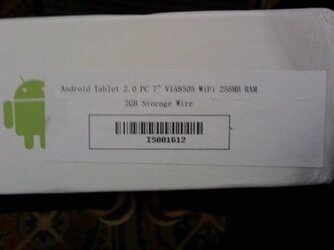 Android Tablet 2.0 PC 7" VIA8505 WiFi 256MB RAM
2GB Storage Wire
IS001612